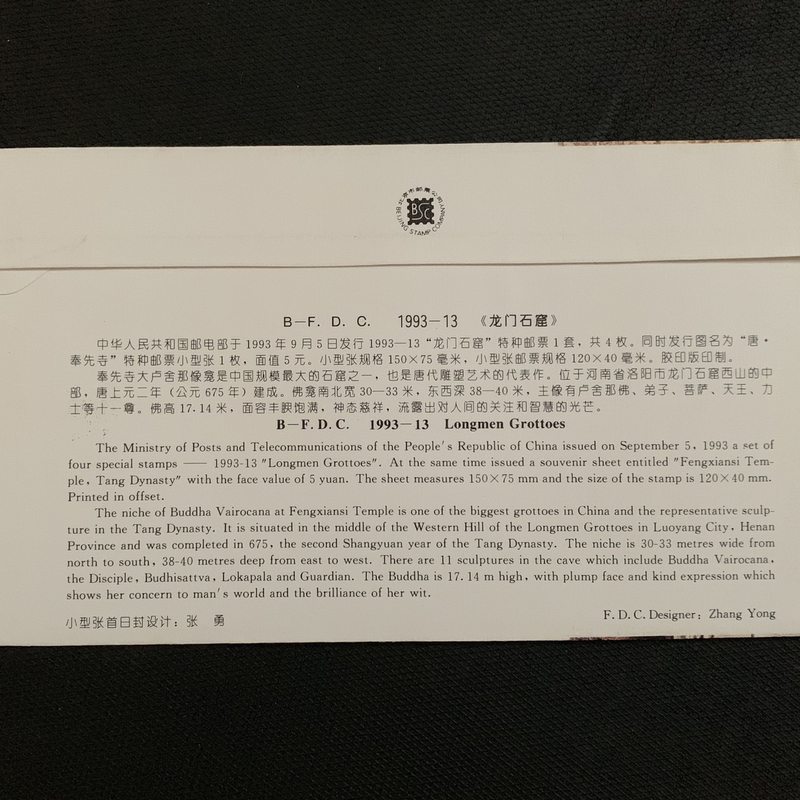 北京市邮票公司
BSC
BEIJING STAMP COMPANY
B—F. D. C. 1993—13 《龙门石窟》
中华人民共和国邮电部于 1993 年 9 月 5 日发行 1993—13 “龙门石窟” 特种邮票 1 套，共 4 枚。同时发行图名为 “唐·
奉先寺” 特种邮票小型张 1 枚，面值 5 元。小型张规格 150×75 毫米，小型张邮票规格 120×40 毫米。胶印版印制。
奉先寺大卢舍那像龛是中国规模最大的石窟之一，也是唐代雕塑艺术的代表作。位于河南省洛阳市龙门石窟西山的中
部，唐上元二年（公元 675 年）建成。佛龛南北宽 30—33 米，东西深 38—40 米，主像有卢舍那佛、弟子、菩萨、天王、力
士等十一尊。佛高 17.14 米，面容丰腴饱满，神态慈祥，流露出对人间的关注和智慧的光芒。
B—F. D. C. 1993—13 Longmen Grottoes
The Ministry of Posts and Telecommunications of the People's Republic of China issued on September 5, 1993 a set of
four special stamps —— 1993-13 "Longmen Grottoes". At the same time issued a souvenir sheet entitled "Fengxiansi Tem-
ple, Tang Dynasty" with the face value of 5 yuan. The sheet measures 150×75 mm and the size of the stamp is 120×40 mm.
Printed in offset.
The niche of Buddha Vairocana at Fengxiansi Temple is one of the biggest grottoes in China and the representative sculp-
ture in the Tang Dynasty. It is situated in the middle of the Western Hill of the Longmen Grottoes in Luoyang City, Henan
Province and was completed in 675, the second Shangyuan year of the Tang Dynasty. The niche is 30-33 metres wide from
north to south, 38-40 metres deep from east to west. There are 11 sculptures in the cave which include Buddha Vairocana,
the Disciple, Budhisattva, Lokapala and Guardian. The Buddha is 17.14 m high, with plump face and kind expression which
shows her concern to man's world and the brilliance of her wit.
小型张首日封设计：张 勇
F. D. C. Designer: Zhang Yong